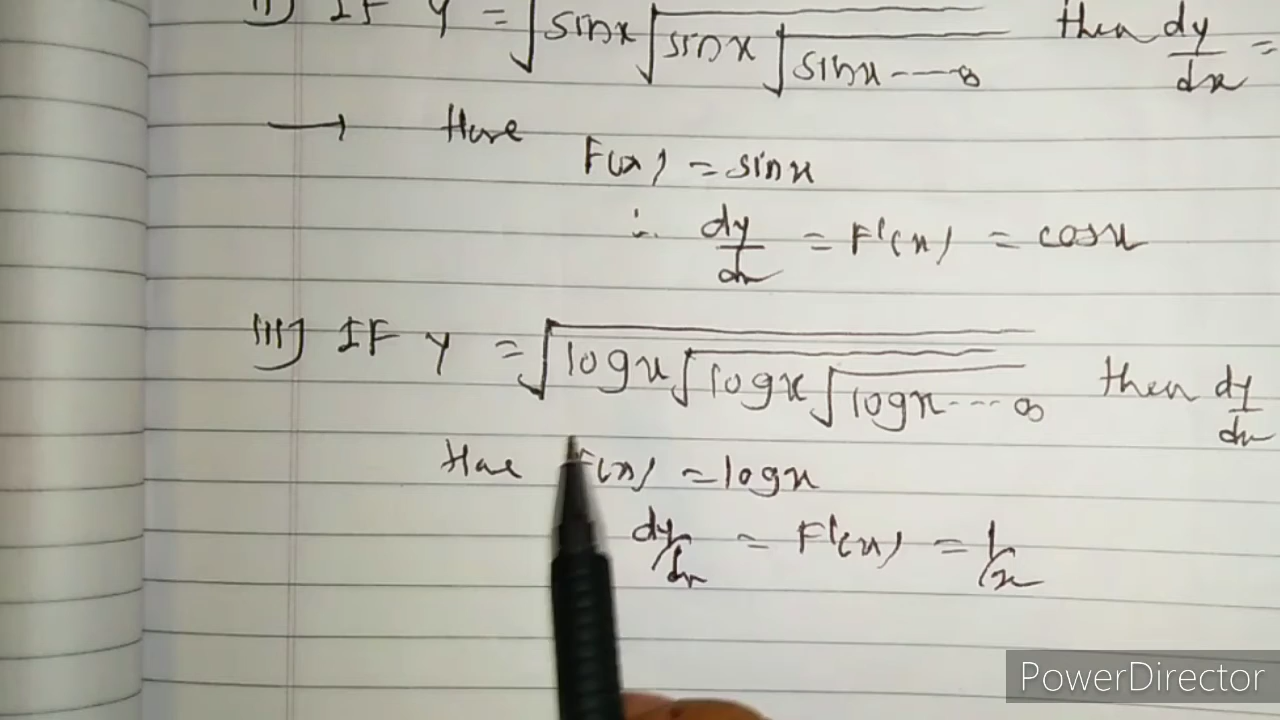 II) IF Y = √sinx√sinx√sinx----∞ then dy/dx =
→ Here
F(x) = sinx
∴ dy/dx = F'(x) = cosx
III) IF Y = √logx√logx√logx---∞ then dy/dx
Here F(x) = logx
dy/dx = F'(x) = 1/x
PowerDirector